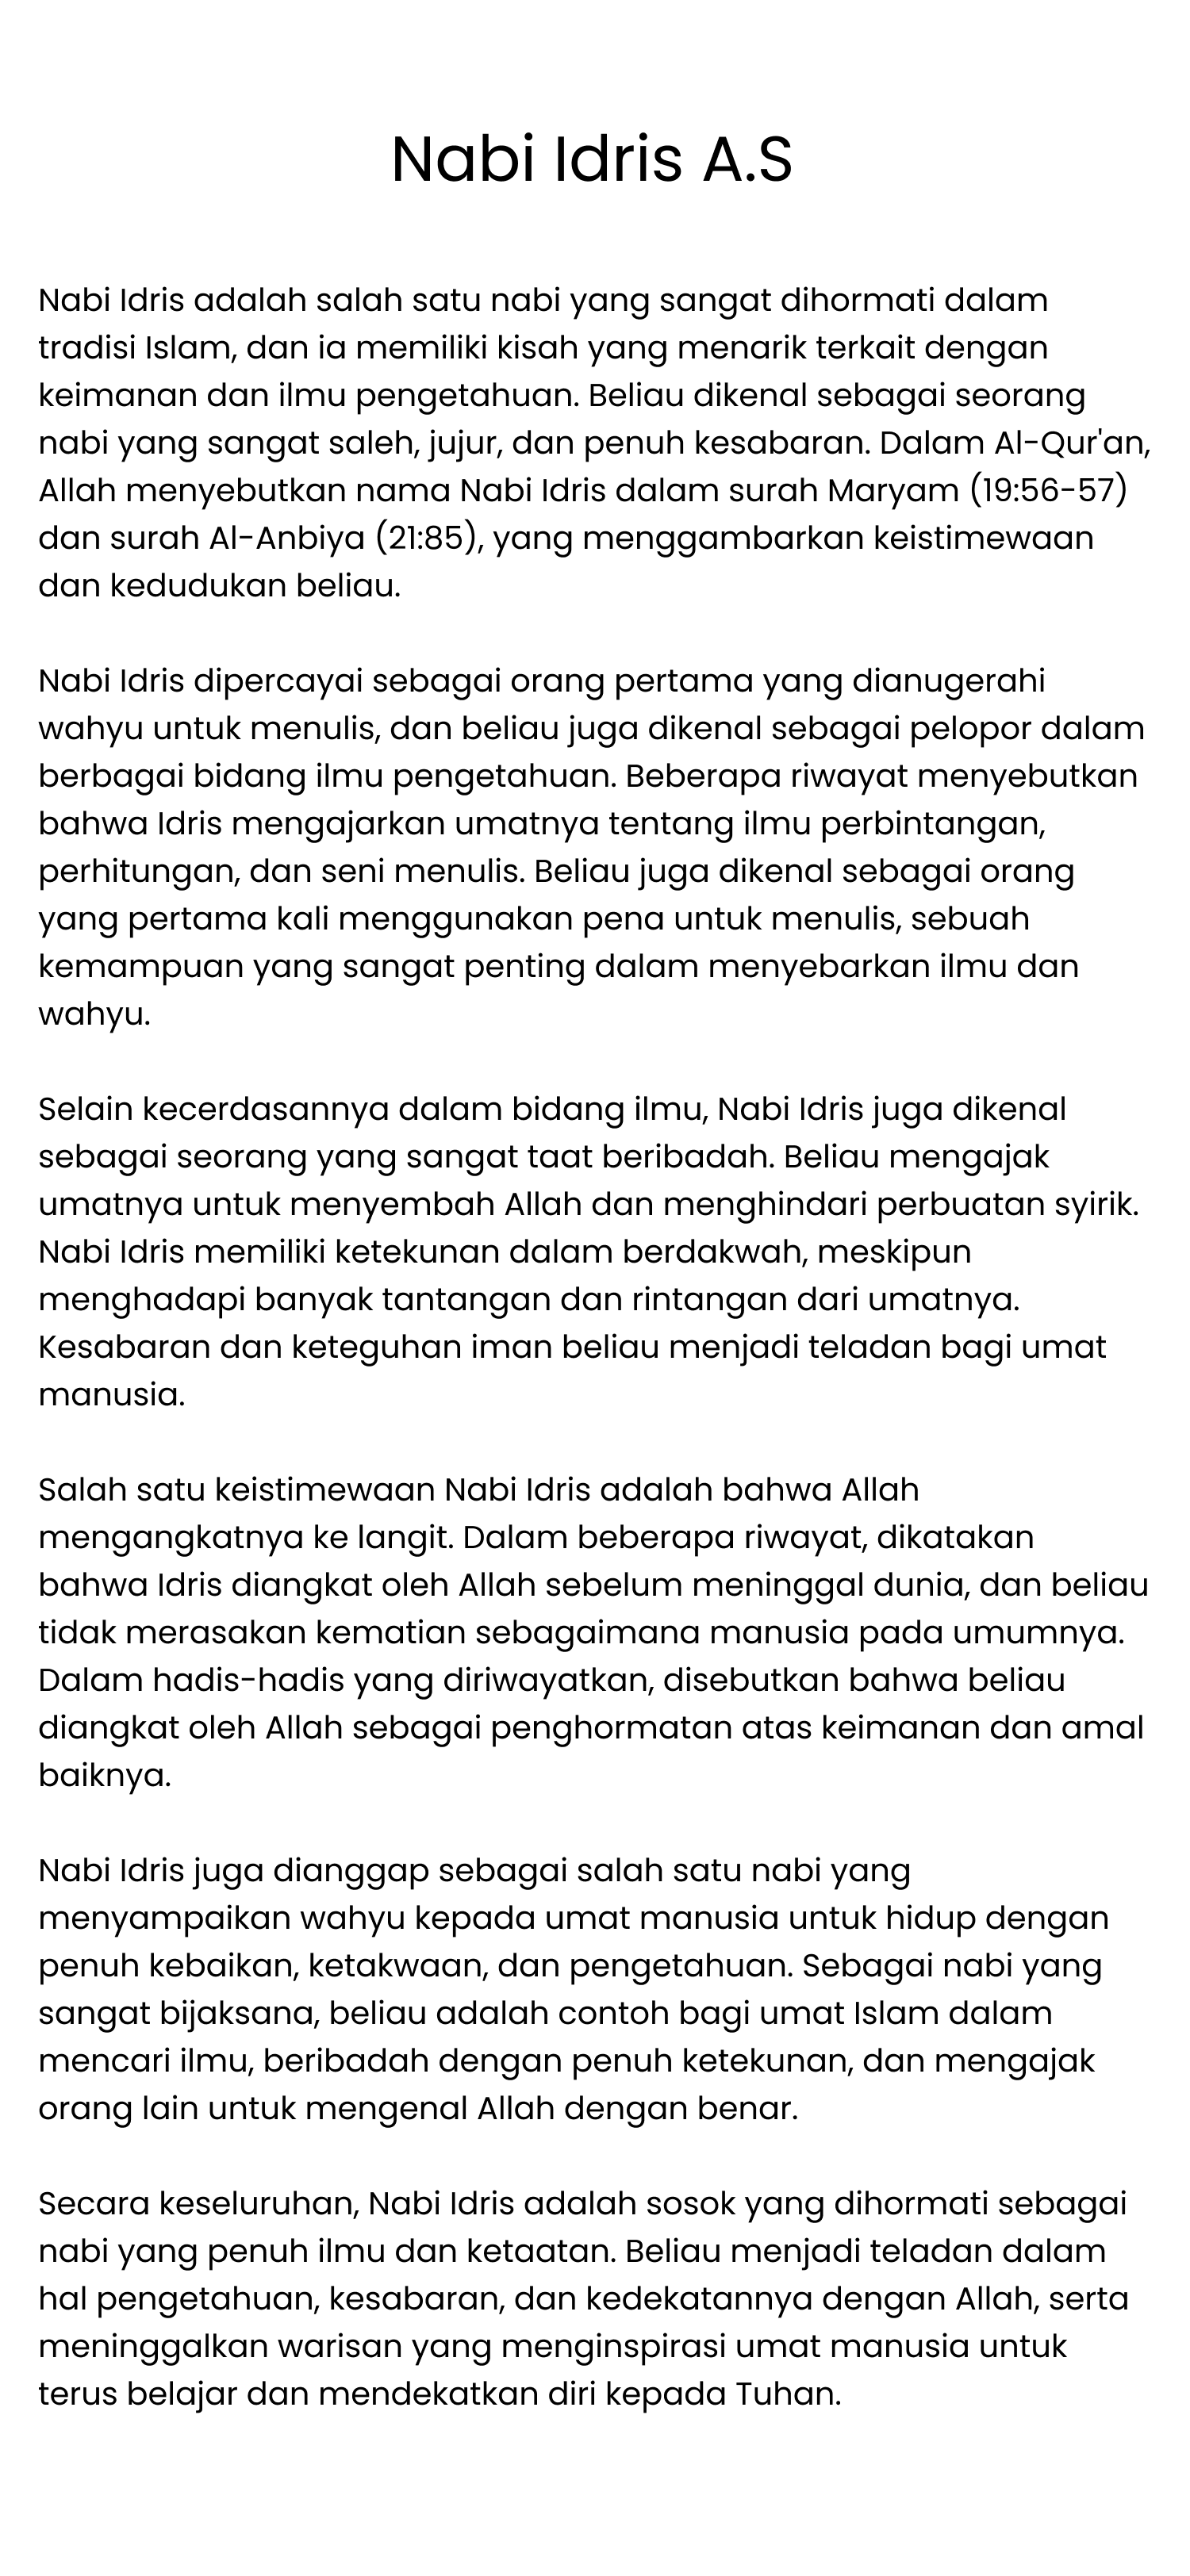 Nabi Idris A.S
Nabi Idris adalah salah satu nabi yang sangat dihormati dalam
tradisi Islam, dan ia memiliki kisah yang menarik terkait dengan
keimanan dan ilmu pengetahuan. Beliau dikenal sebagai seorang
nabi yang sangat saleh, jujur, dan penuh kesabaran. Dalam Al-Qur'an,
Allah menyebutkan nama Nabi Idris dalam surah Maryam (19:56-57)
dan surah Al-Anbiya (21:85), yang menggambarkan keistimewaan
dan kedudukan beliau.
Nabi Idris dipercayai sebagai orang pertama yang dianugerahi
wahyu untuk menulis, dan beliau juga dikenal sebagai pelopor dalam
berbagai bidang ilmu pengetahuan. Beberapa riwayat menyebutkan
bahwa Idris mengajarkan umatnya tentang ilmu perbintangan,
perhitungan, dan seni menulis. Beliau juga dikenal sebagai orang
yang pertama kali menggunakan pena untuk menulis, sebuah
kemampuan yang sangat penting dalam menyebarkan ilmu dan
wahyu.
Selain kecerdasannya dalam bidang ilmu, Nabi Idris juga dikenal
sebagai seorang yang sangat taat beribadah. Beliau mengajak
umatnya untuk menyembah Allah dan menghindari perbuatan syirik.
Nabi Idris memiliki ketekunan dalam berdakwah, meskipun
menghadapi banyak tantangan dan rintangan dari umatnya.
Kesabaran dan keteguhan iman beliau menjadi teladan bagi umat
manusia.
Salah satu keistimewaan Nabi Idris adalah bahwa Allah
mengangkatnya ke langit. Dalam beberapa riwayat, dikatakan
bahwa Idris diangkat oleh Allah sebelum meninggal dunia, dan beliau
tidak merasakan kematian sebagaimana manusia pada umumnya.
Dalam hadis-hadis yang diriwayatkan, disebutkan bahwa beliau
diangkat oleh Allah sebagai penghormatan atas keimanan dan amal
baiknya.
Nabi Idris juga dianggap sebagai salah satu nabi yang
menyampaikan wahyu kepada umat manusia untuk hidup dengan
penuh kebaikan, ketakwaan, dan pengetahuan. Sebagai nabi yang
sangat bijaksana, beliau adalah contoh bagi umat Islam dalam
mencari ilmu, beribadah dengan penuh ketekunan, dan mengajak
orang lain untuk mengenal Allah dengan benar.
Secara keseluruhan, Nabi Idris adalah sosok yang dihormati sebagai
nabi yang penuh ilmu dan ketaatan. Beliau menjadi teladan dalam
hal pengetahuan, kesabaran, dan kedekatannya dengan Allah, serta
meninggalkan warisan yang menginspirasi umat manusia untuk
terus belajar dan mendekatkan diri kepada Tuhan.